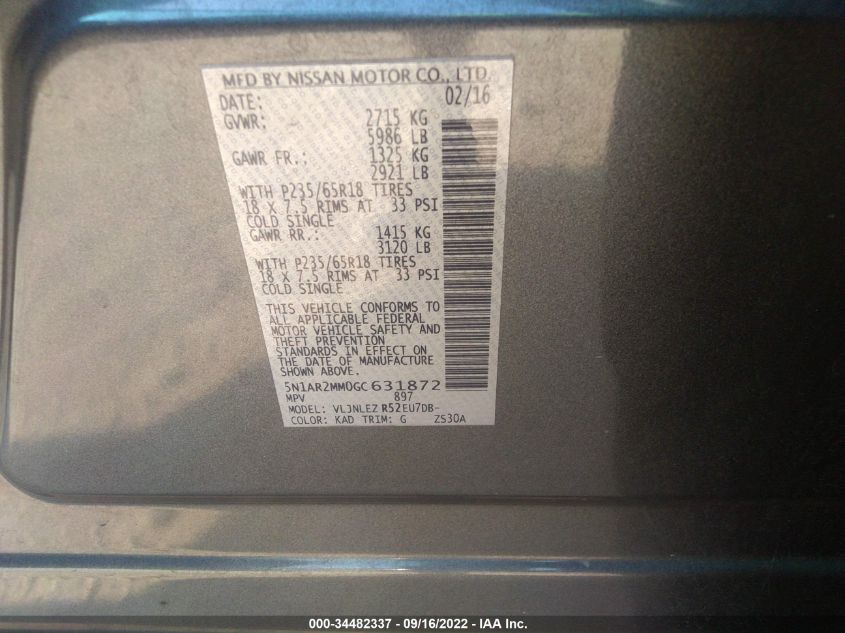 MFD BY NISSAN MOTOR CO., LTD.
DATE: 02/16
GVWR: 2715 KG
5986 LB
GAWR FR.: 1325 KG
2921 LB
WITH P235/65R18 TIRES
18 X 7.5 RIMS AT 33 PSI
COLD SINGLE
GAWR RR.: 1415 KG
3120 LB
WITH P235/65R18 TIRES
18 X 7.5 RIMS AT 33 PSI
COLD SINGLE
THIS VEHICLE CONFORMS TO
ALL APPLICABLE FEDERAL
MOTOR VEHICLE SAFETY AND
THEFT PREVENTION
STANDARDS IN EFFECT ON
THE DATE OF MANUFACTURE
SHOWN ABOVE.
5N1AR2MM0GC631872
MPV 897
MODEL: VLJNLEZ R52EU7DB-
COLOR: KAD TRIM: G ZS30A
000-34482337 - 09/16/2022 - IAA Inc.